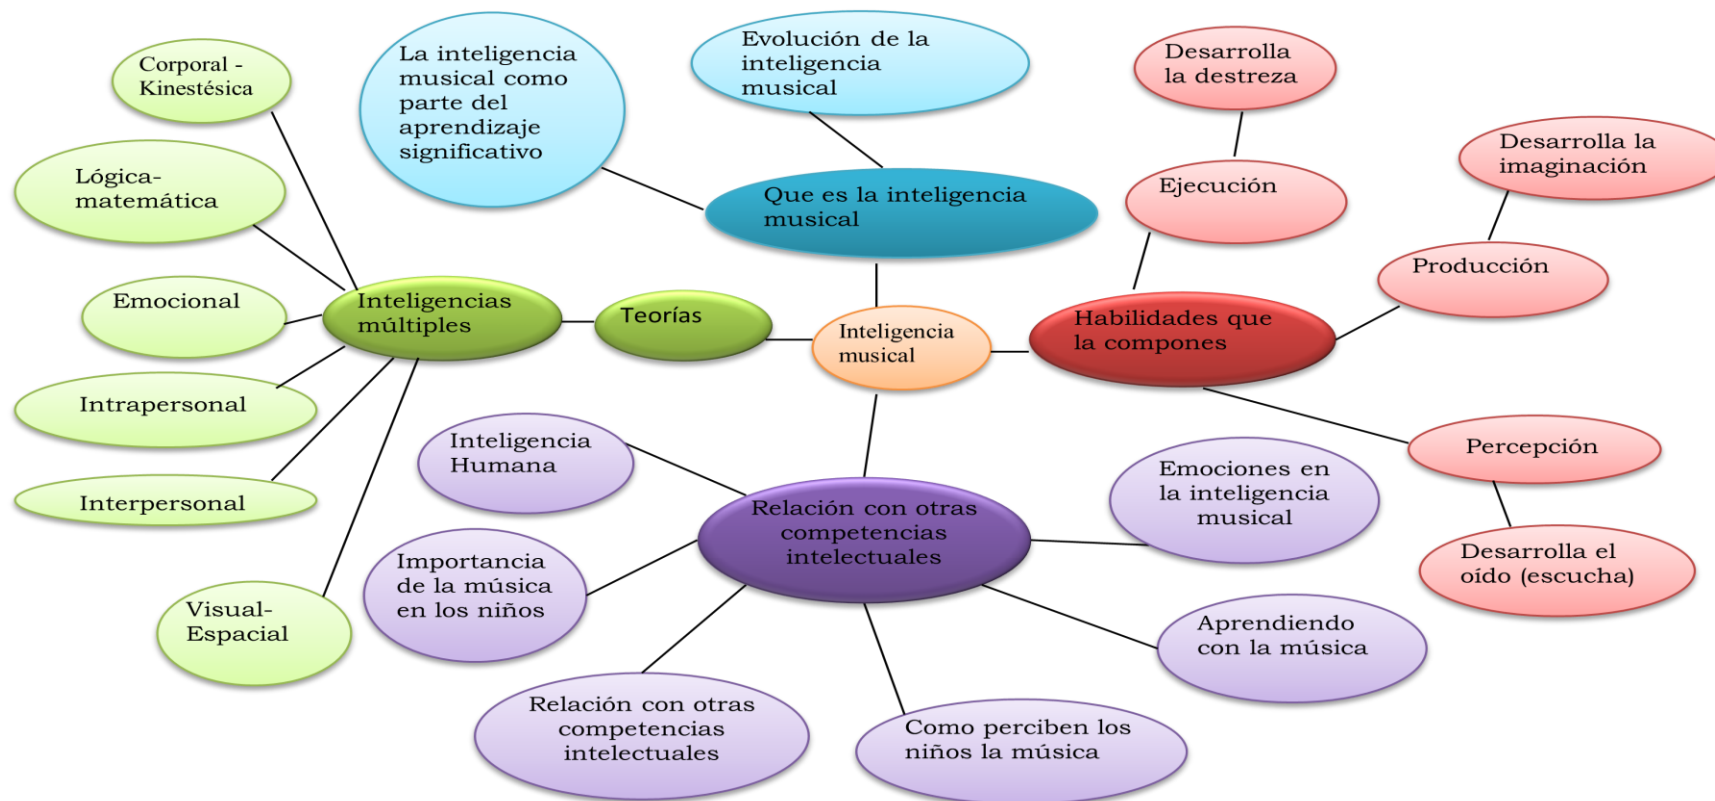 Corporal -
Kinestésica
Lógica-
matemática
Emocional
Intrapersonal
Interpersonal
Visual-
Espacial
Inteligencias
múltiples
Teorías
La inteligencia
musical como
parte del
aprendizaje
significativo
Evolución de la
inteligencia
musical
Que es la inteligencia
musical
Inteligencia
musical
Desarrolla
la destreza
Ejecución
Desarrolla la
imaginación
Producción
Habilidades que
la compones
Percepción
Desarrolla el
oído (escucha)
Inteligencia
Humana
Importancia
de la música
en los niños
Relación con otras
competencias
intelectuales
Relación con otras
competencias
intelectuales
Como perciben los
niños la música
Aprendiendo
con la música
Emociones en
la inteligencia
musical